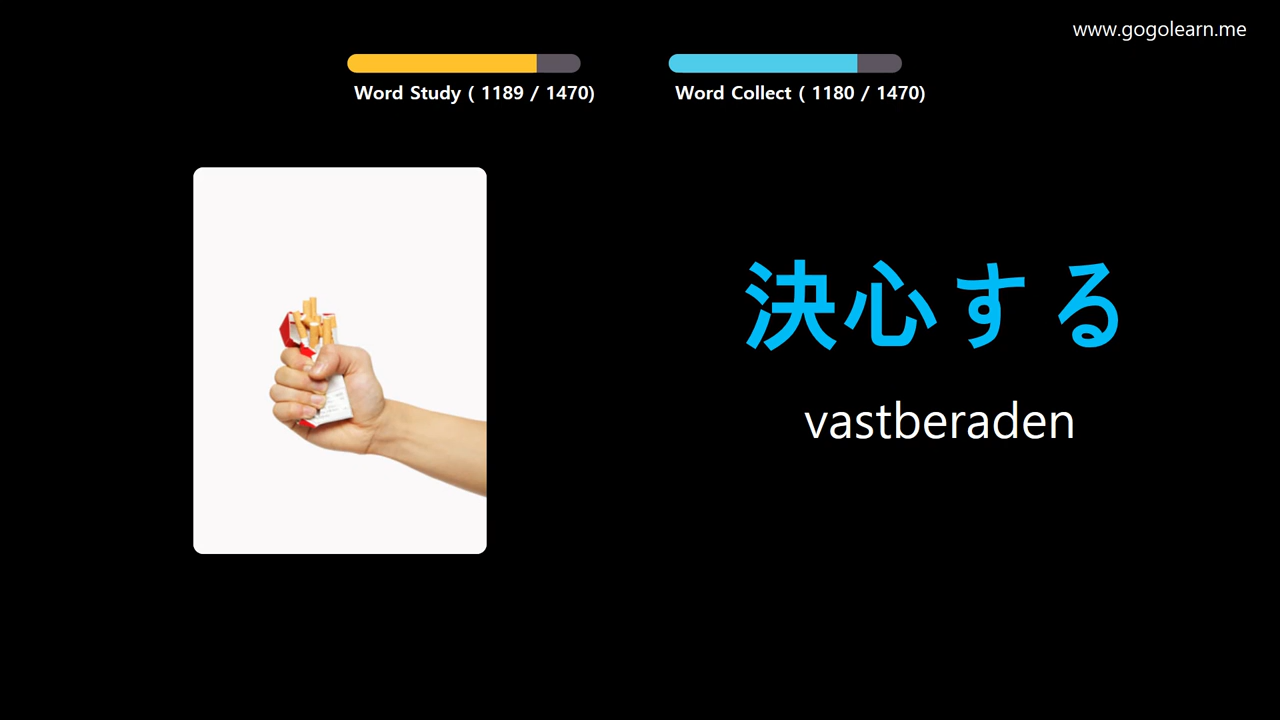 www.gogolearn.me
Word Study ( 1189 / 1470)
Word Collect ( 1180 / 1470)
決心する
vastberaden